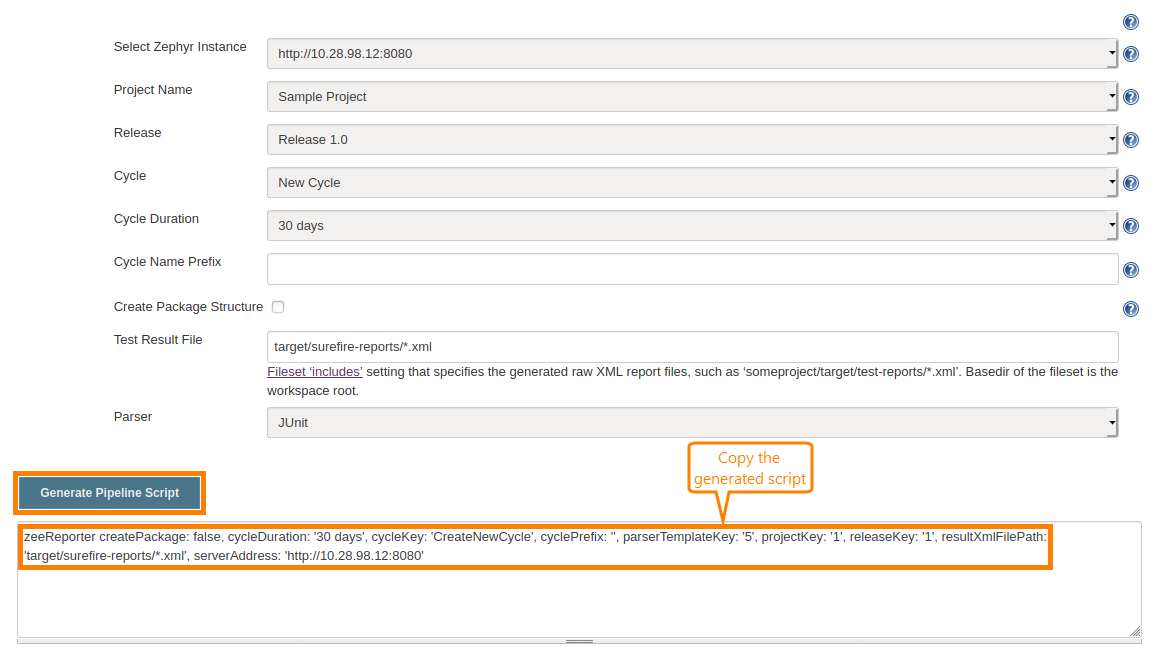 Select Zephyr Instance
http://10.28.98.12:8080
Project Name
Sample Project
Release
Release 1.0
Cycle
New Cycle
Cycle Duration
30 days
Cycle Name Prefix
Create Package Structure
Test Result File
target/surefire-reports/*.xml
Fileset ‘includes’ setting that specifies the generated raw XML report files, such as ‘someproject/target/test-reports/*.xml’. Basedir of the fileset is the
workspace root.
Parser
JUnit
Copy the
generated script
Generate Pipeline Script
zeeReporter createPackage: false, cycleDuration: '30 days', cycleKey: 'CreateNewCycle', cyclePrefix: '', parserTemplateKey: '5', projectKey: '1', releaseKey: '1', resultXmlFilePath:
'target/surefire-reports/*.xml', serverAddress: 'http://10.28.98.12:8080'